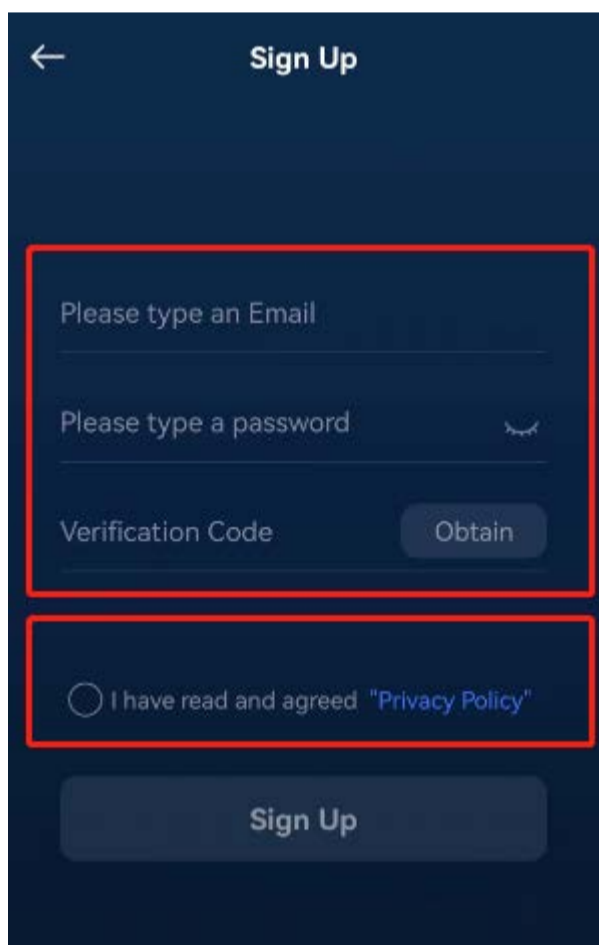 Sign Up
Please type an Email
Please type a password
Verification Code Obtain
I have read and agreed "Privacy Policy"
Sign Up